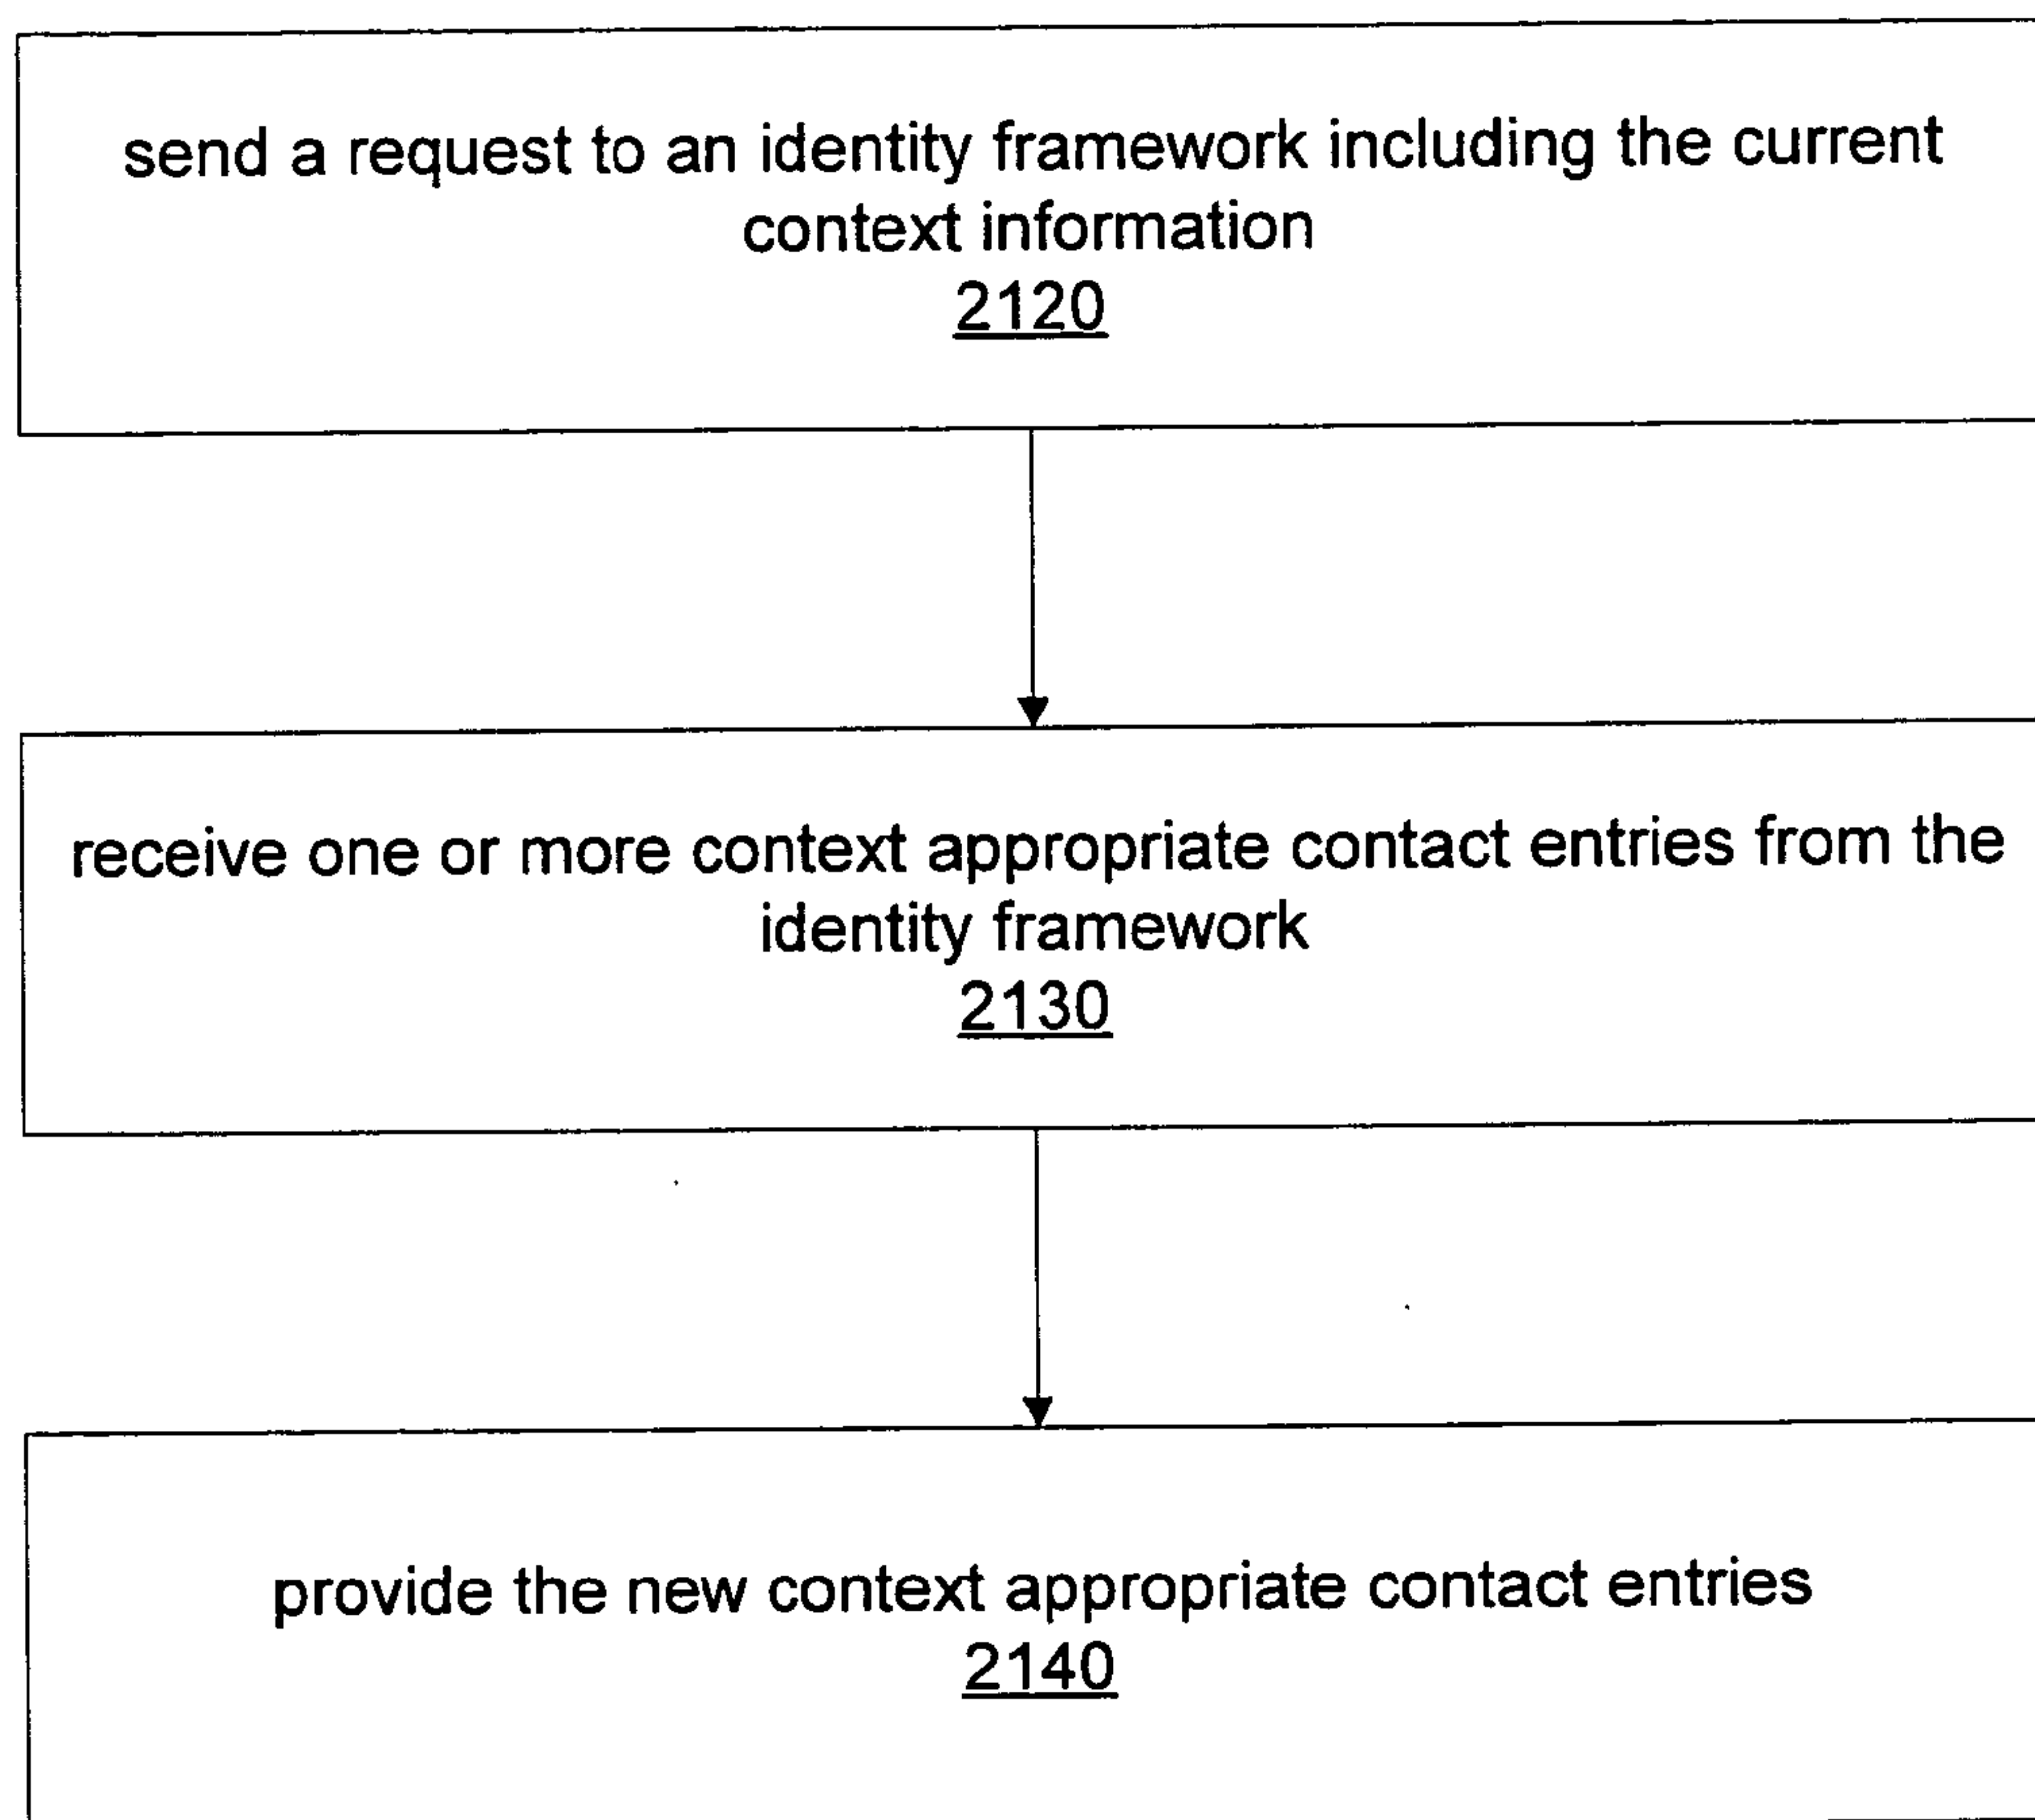 send a request to an identity framework including the current
context information
2120
receive one or more context appropriate contact entries from the
identity framework
2130
provide the new context appropriate contact entries
2140